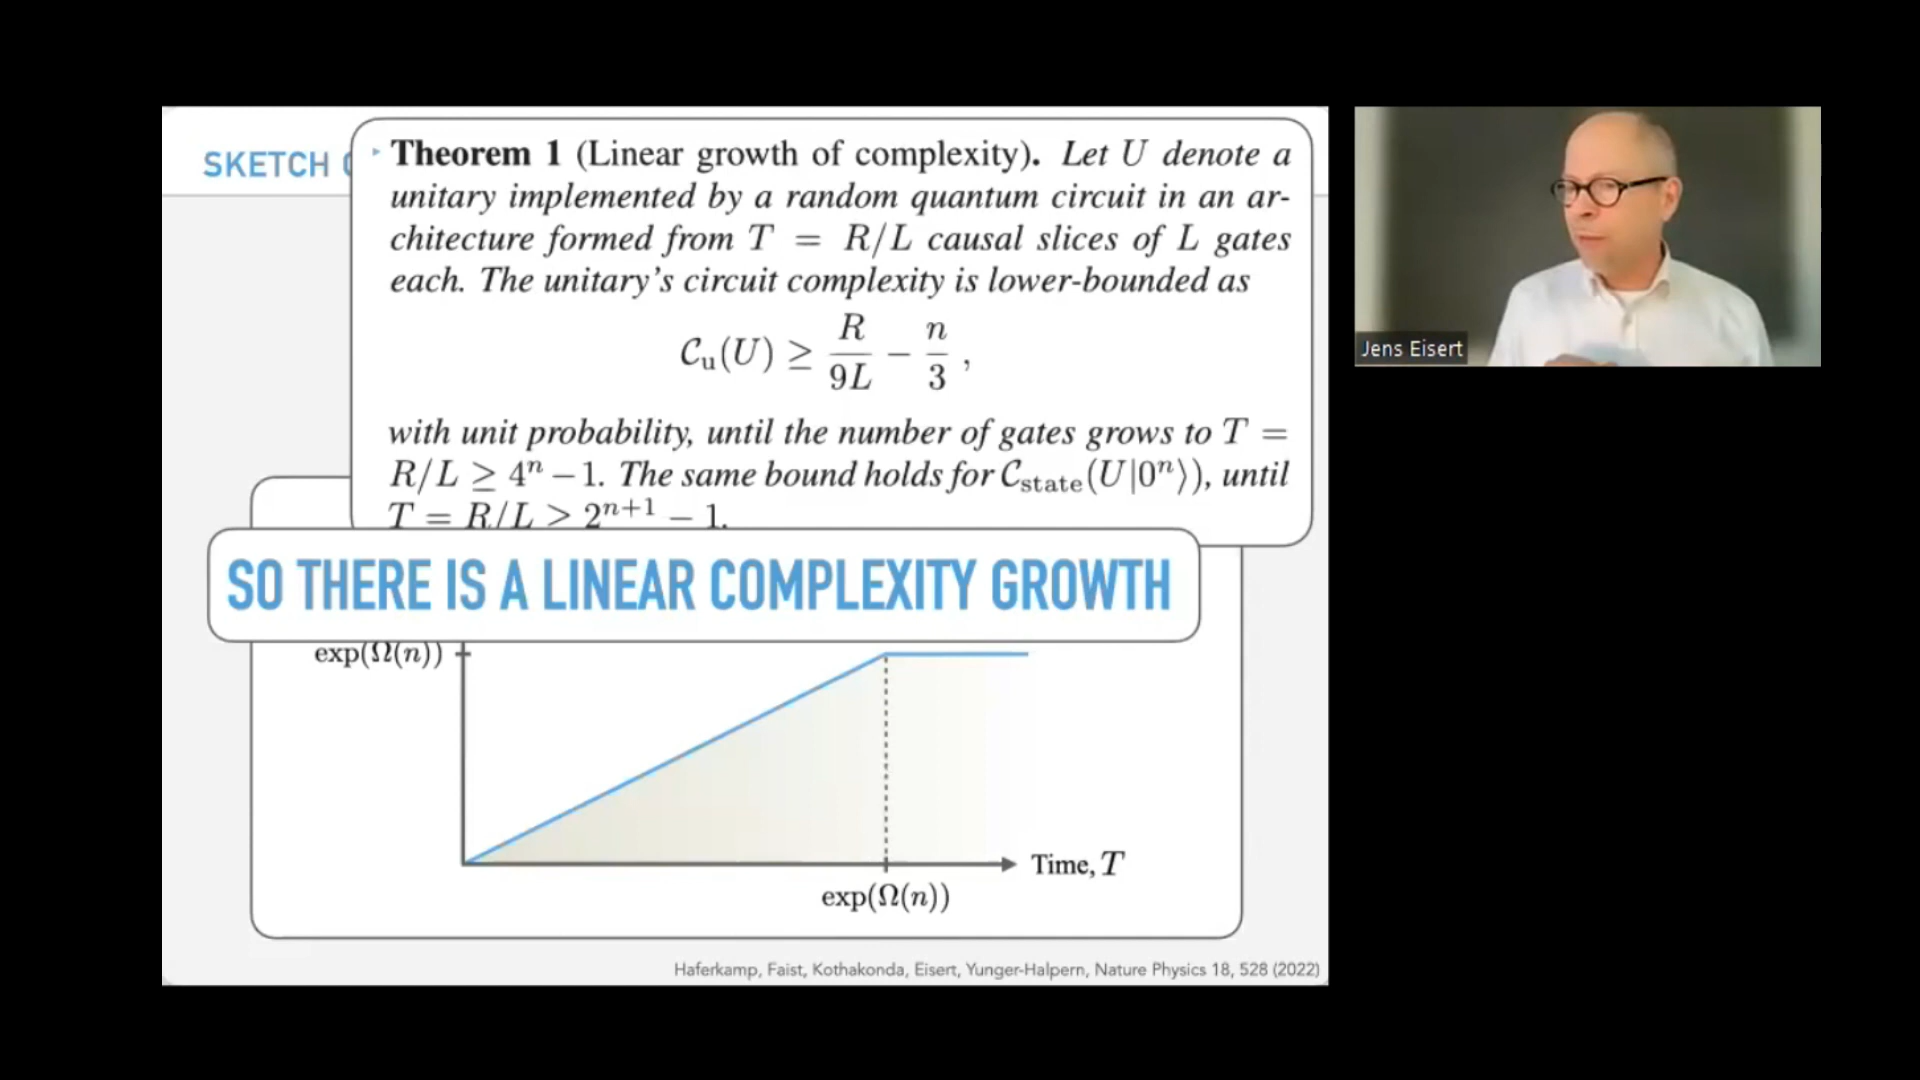 SKETCH
▸ Theorem 1 (Linear growth of complexity). Let U denote a
unitary implemented by a random quantum circuit in an ar-
chitecture formed from T = R/L causal slices of L gates
each. The unitary's circuit complexity is lower-bounded as
𝒞ᵤ(U) ≥ R/9L − n/3 ,
with unit probability, until the number of gates grows to T =
R/L ≥ 4ⁿ − 1. The same bound holds for 𝒞state(U|0ⁿ⟩), until
T = R/L ≥ 2ⁿ⁺¹ − 1.
SO THERE IS A LINEAR COMPLEXITY GROWTH
exp(Ω(n))
Time, T
exp(Ω(n))
Haferkamp, Faist, Kothakonda, Eisert, Yunger-Halpern, Nature Physics 18, 528 (2022)
Jens Eisert